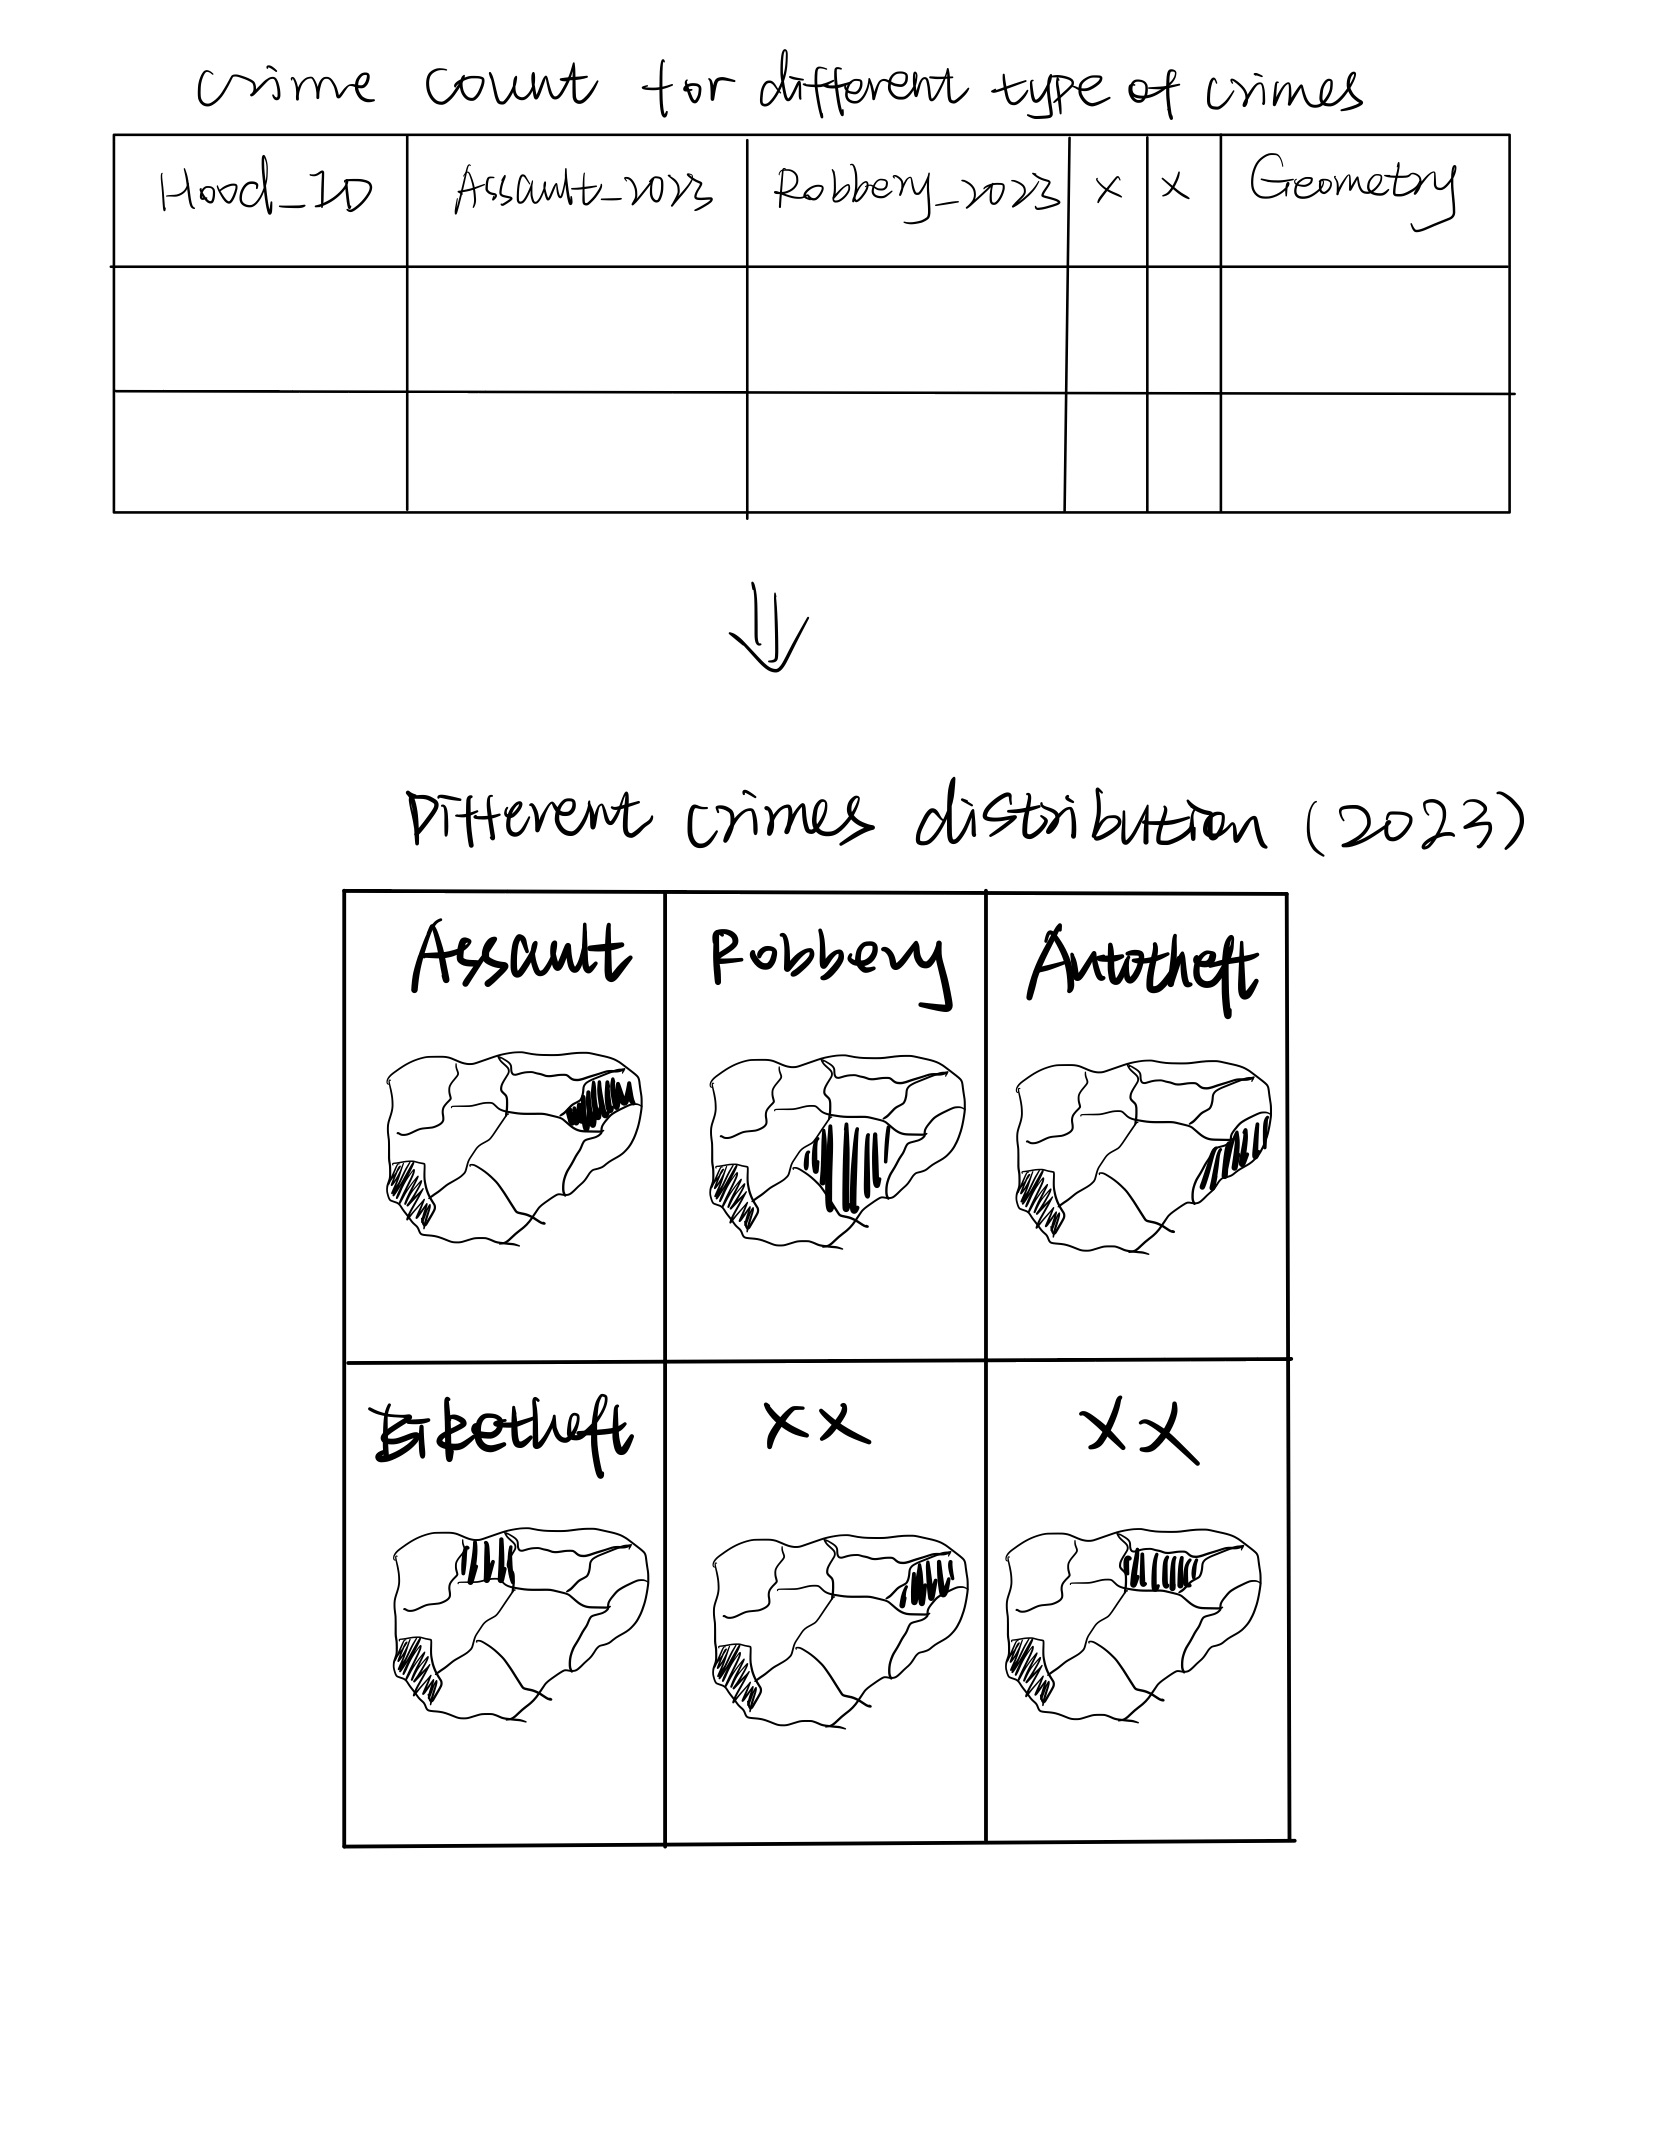 crime count for different type of crimes
Hood_ID Assault_2023 Robbery_2023 x x Geometry
Different crimes distribution (2023)
Assault Robbery Autotheft
Biketheft xx xx